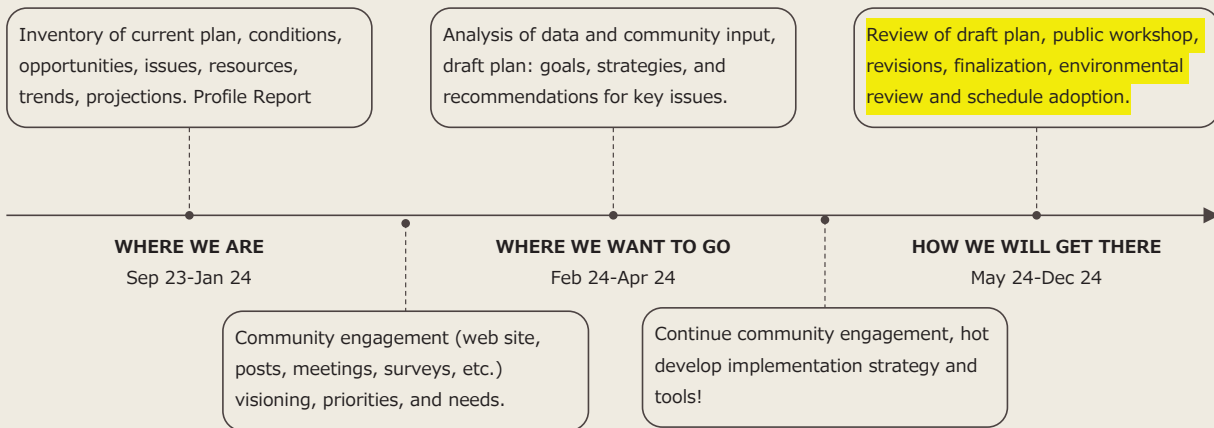 Inventory of current plan, conditions,
opportunities, issues, resources,
trends, projections. Profile Report
Analysis of data and community input,
draft plan: goals, strategies, and
recommendations for key issues.
Review of draft plan, public workshop,
revisions, finalization, environmental
review and schedule adoption.
WHERE WE ARE
Sep 23-Jan 24
WHERE WE WANT TO GO
Feb 24-Apr 24
HOW WE WILL GET THERE
May 24-Dec 24
Community engagement (web site,
posts, meetings, surveys, etc.)
visioning, priorities, and needs.
Continue community engagement, hot
develop implementation strategy and
tools!